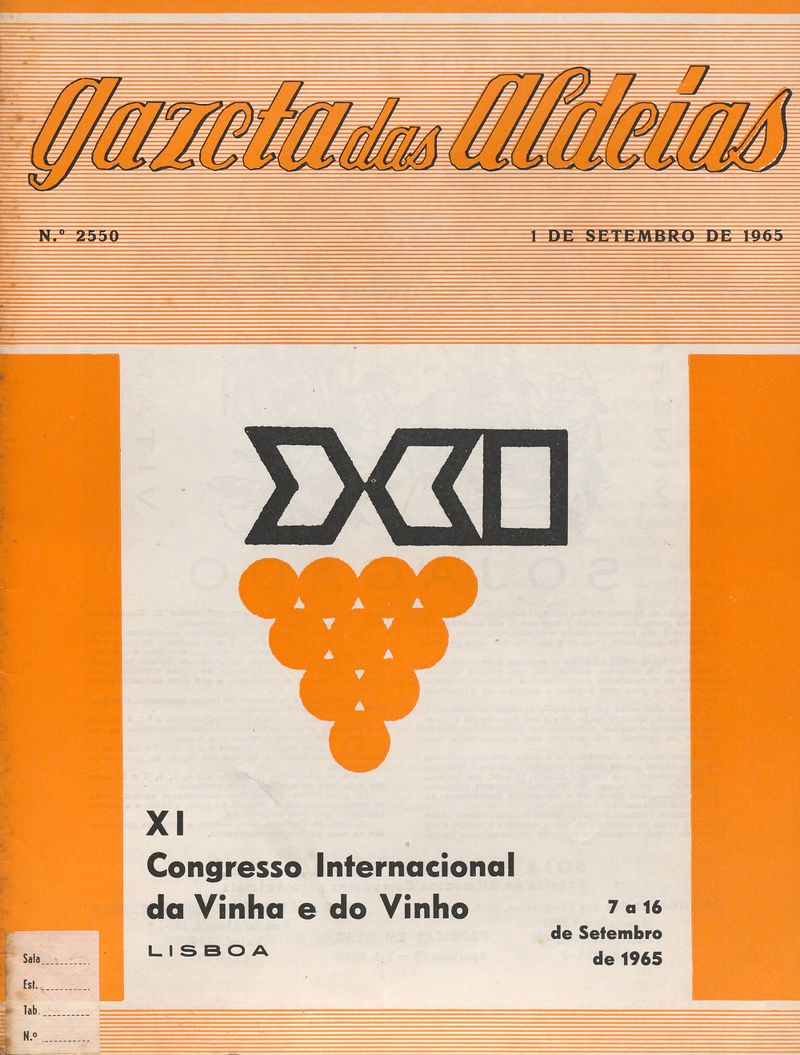 gazeta das Aldeias
N.º 2550
1 DE SETEMBRO DE 1965
XI
Congresso Internacional
da Vinha e do Vinho
LISBOA
7 a 16
de Setembro
de 1965
Sala
Est.
Tab.
N.º